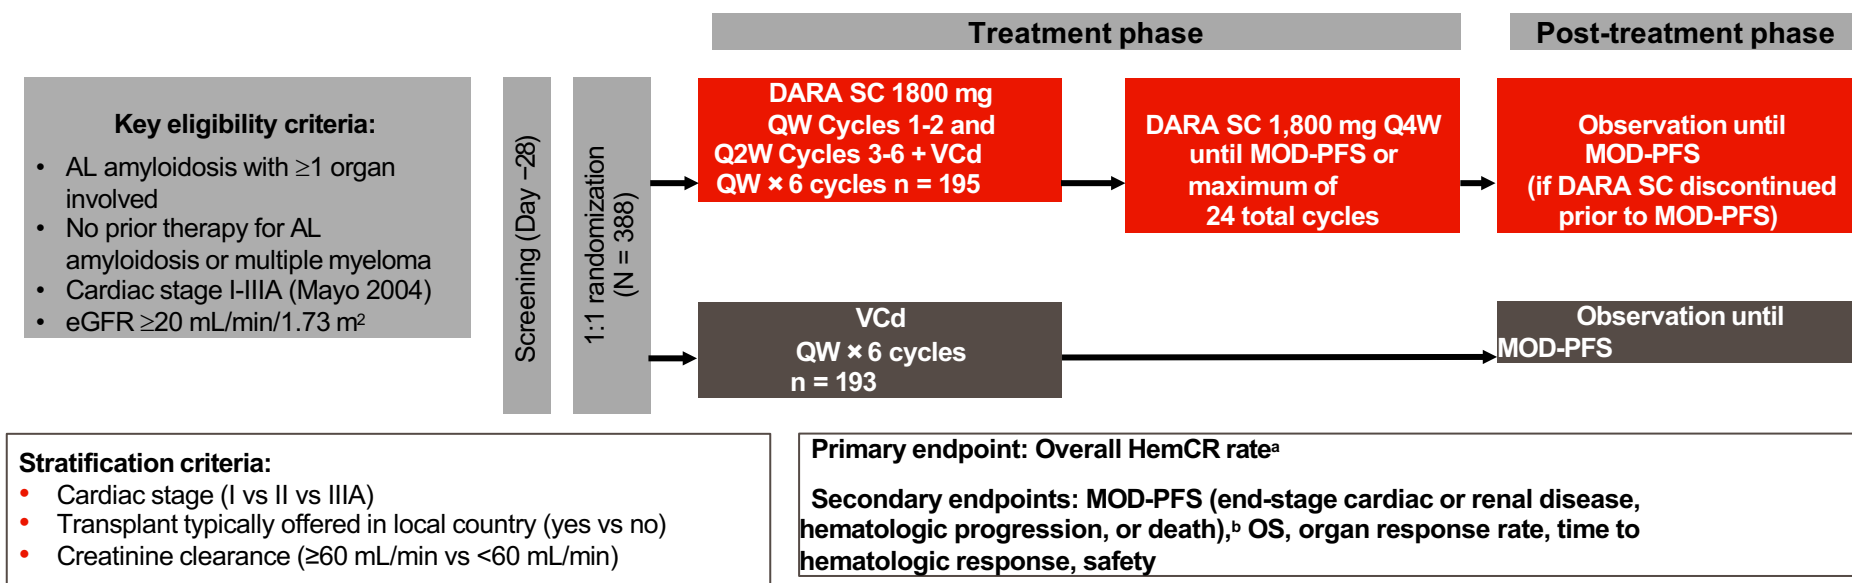 Treatment phase
Post-treatment phase
Key eligibility criteria:
• AL amyloidosis with ≥1 organ
involved
• No prior therapy for AL
amyloidosis or multiple myeloma
• Cardiac stage I-IIIA (Mayo 2004)
• eGFR ≥20 mL/min/1.73 m²
Screening (Day −28)
1:1 randomization
(N = 388)
DARA SC 1800 mg
QW Cycles 1-2 and
Q2W Cycles 3-6 + VCd
QW × 6 cycles n = 195
DARA SC 1,800 mg Q4W
until MOD-PFS or
maximum of
24 total cycles
Observation until
MOD-PFS
(if DARA SC discontinued
prior to MOD-PFS)
VCd
QW × 6 cycles
n = 193
Observation until
MOD-PFS
Stratification criteria:
• Cardiac stage (I vs II vs IIIA)
• Transplant typically offered in local country (yes vs no)
• Creatinine clearance (≥60 mL/min vs <60 mL/min)
Primary endpoint: Overall HemCR rateᵃ
Secondary endpoints: MOD-PFS (end-stage cardiac or renal disease,
hematologic progression, or death),ᵇ OS, organ response rate, time to
hematologic response, safety